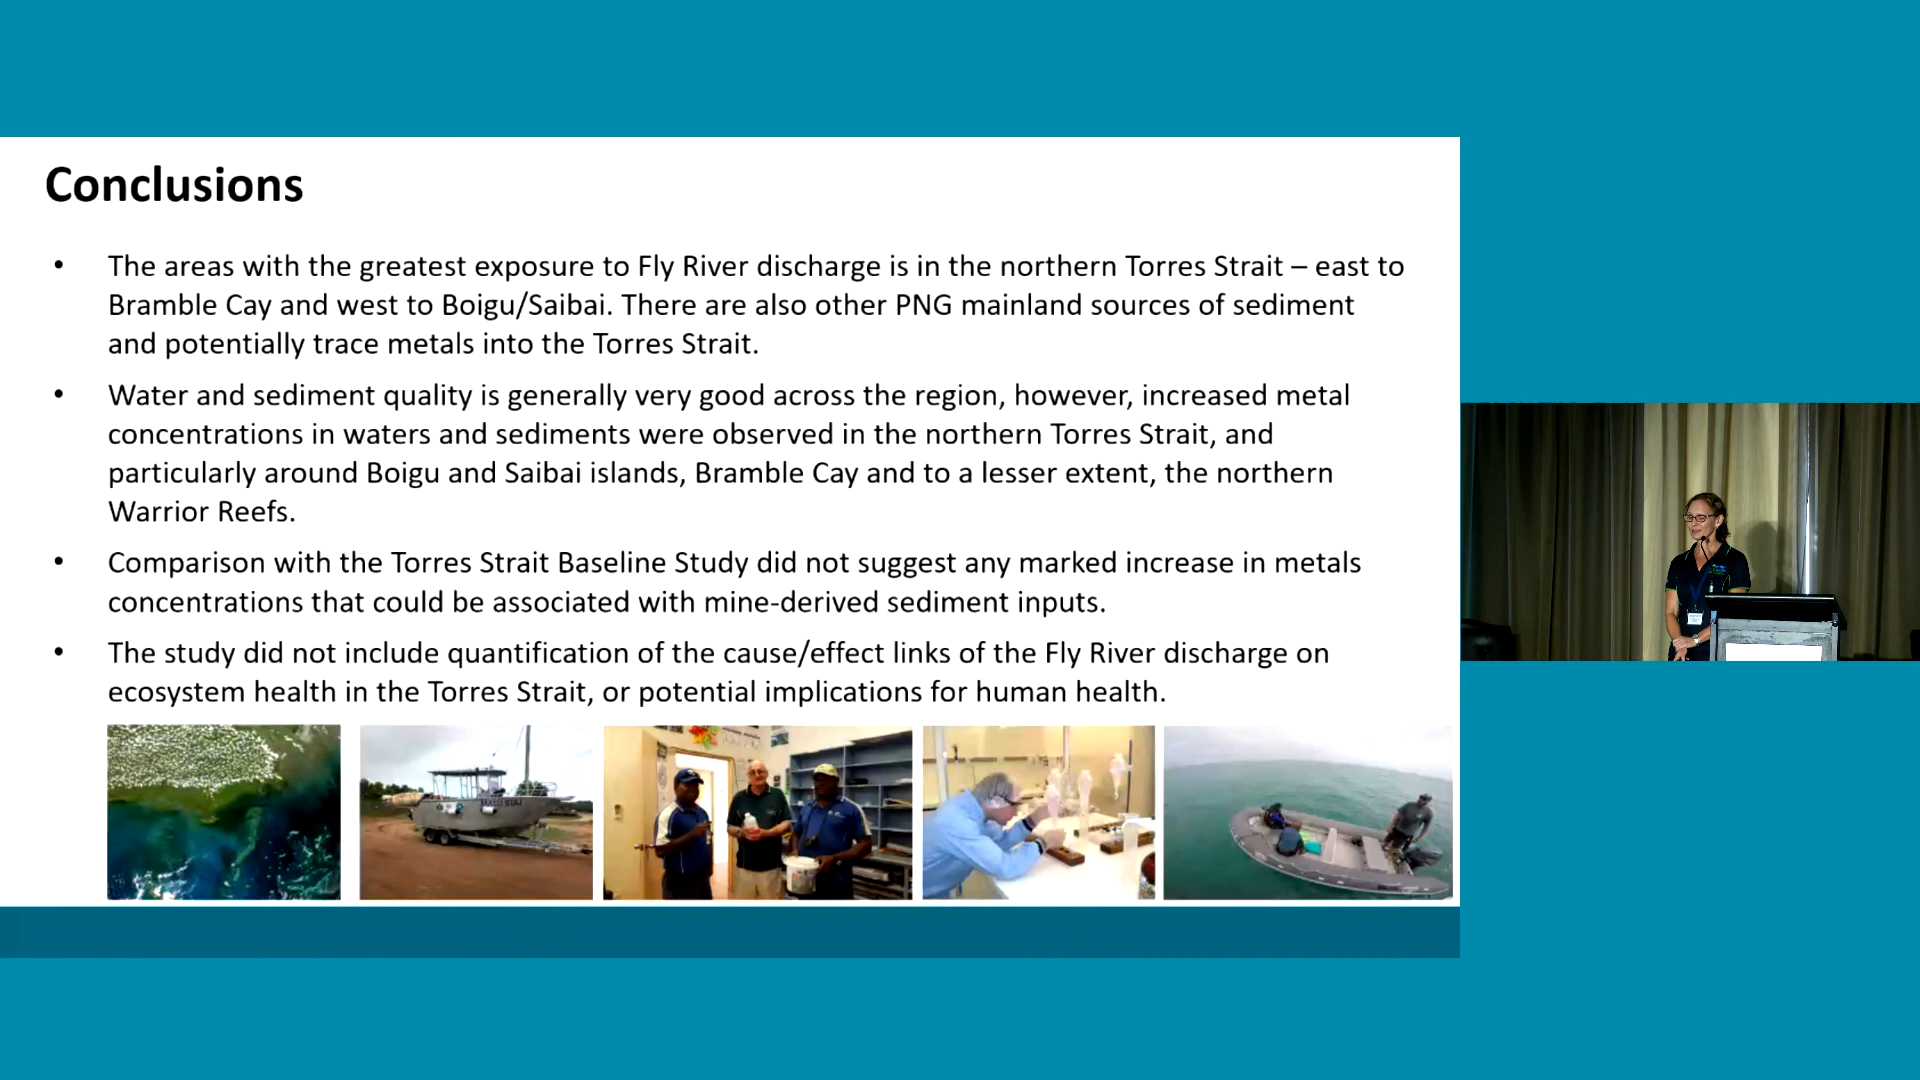 Conclusions
• The areas with the greatest exposure to Fly River discharge is in the northern Torres Strait – east to
Bramble Cay and west to Boigu/Saibai. There are also other PNG mainland sources of sediment
and potentially trace metals into the Torres Strait.
• Water and sediment quality is generally very good across the region, however, increased metal
concentrations in waters and sediments were observed in the northern Torres Strait, and
particularly around Boigu and Saibai islands, Bramble Cay and to a lesser extent, the northern
Warrior Reefs.
• Comparison with the Torres Strait Baseline Study did not suggest any marked increase in metals
concentrations that could be associated with mine-derived sediment inputs.
• The study did not include quantification of the cause/effect links of the Fly River discharge on
ecosystem health in the Torres Strait, or potential implications for human health.